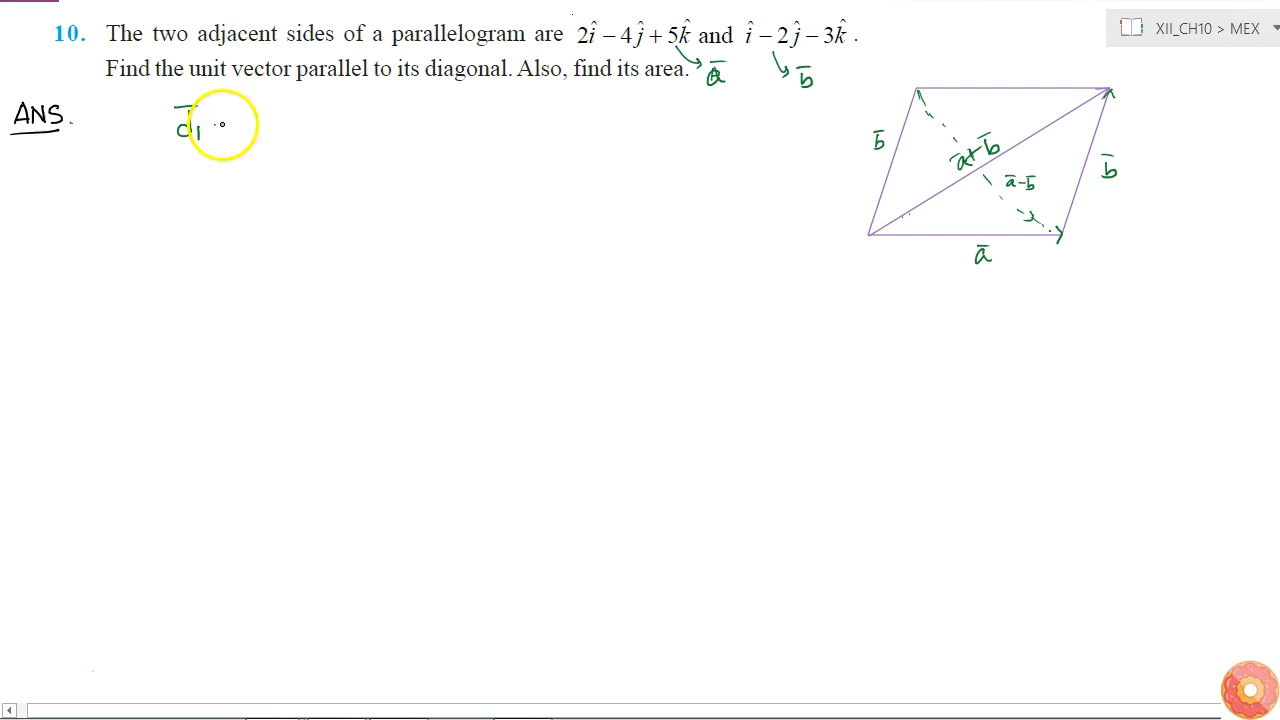 XII_CH10 > MEX
10. The two adjacent sides of a parallelogram are 2î − 4ĵ + 5k̂ and î − 2ĵ − 3k̂ .
Find the unit vector parallel to its diagonal. Also, find its area.
a̅ b̅
ANS.
d̅₁
b̅
a̅+b̅
a̅-b̅
b̅
a̅